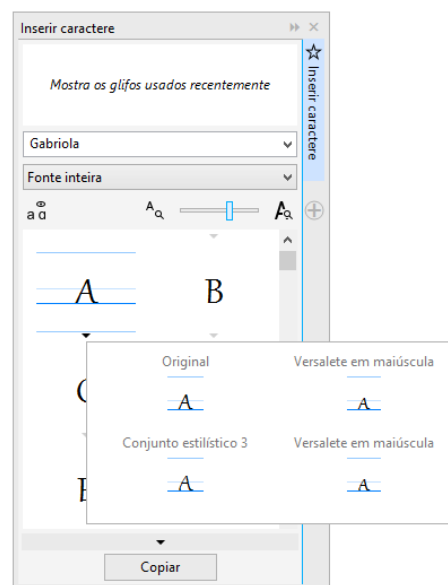 Inserir caractere
Inserir caractere
Mostra os glifos usados recentemente
Gabriola
Fonte inteira
a a
A A
A B
Original Versalete em maiúscula
A A
Conjunto estilístico 3 Versalete em maiúscula
A A
Copiar